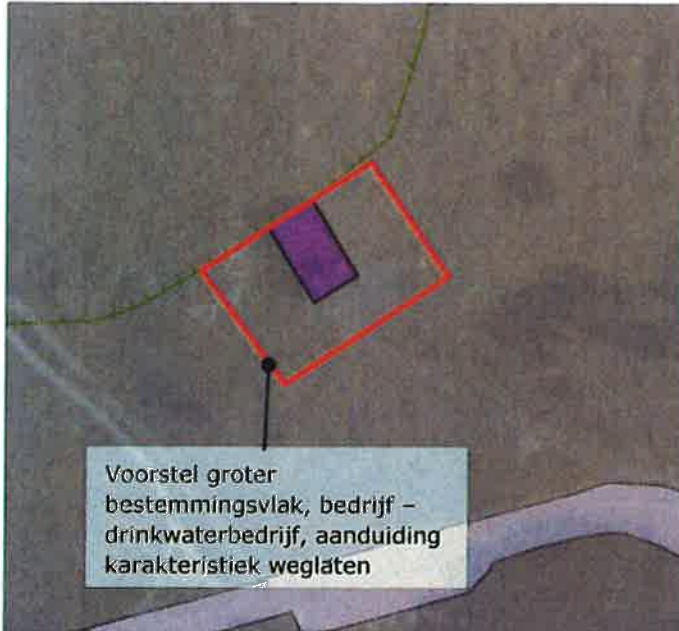 Voorstel groter
bestemmingsvlak, bedrijf –
drinkwaterbedrijf, aanduiding
karakteristiek weglaten